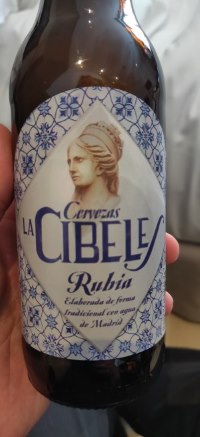 Cervezas
LA CIBELES
Rubia
Elaborada de forma
tradicional con agua
de Madrid